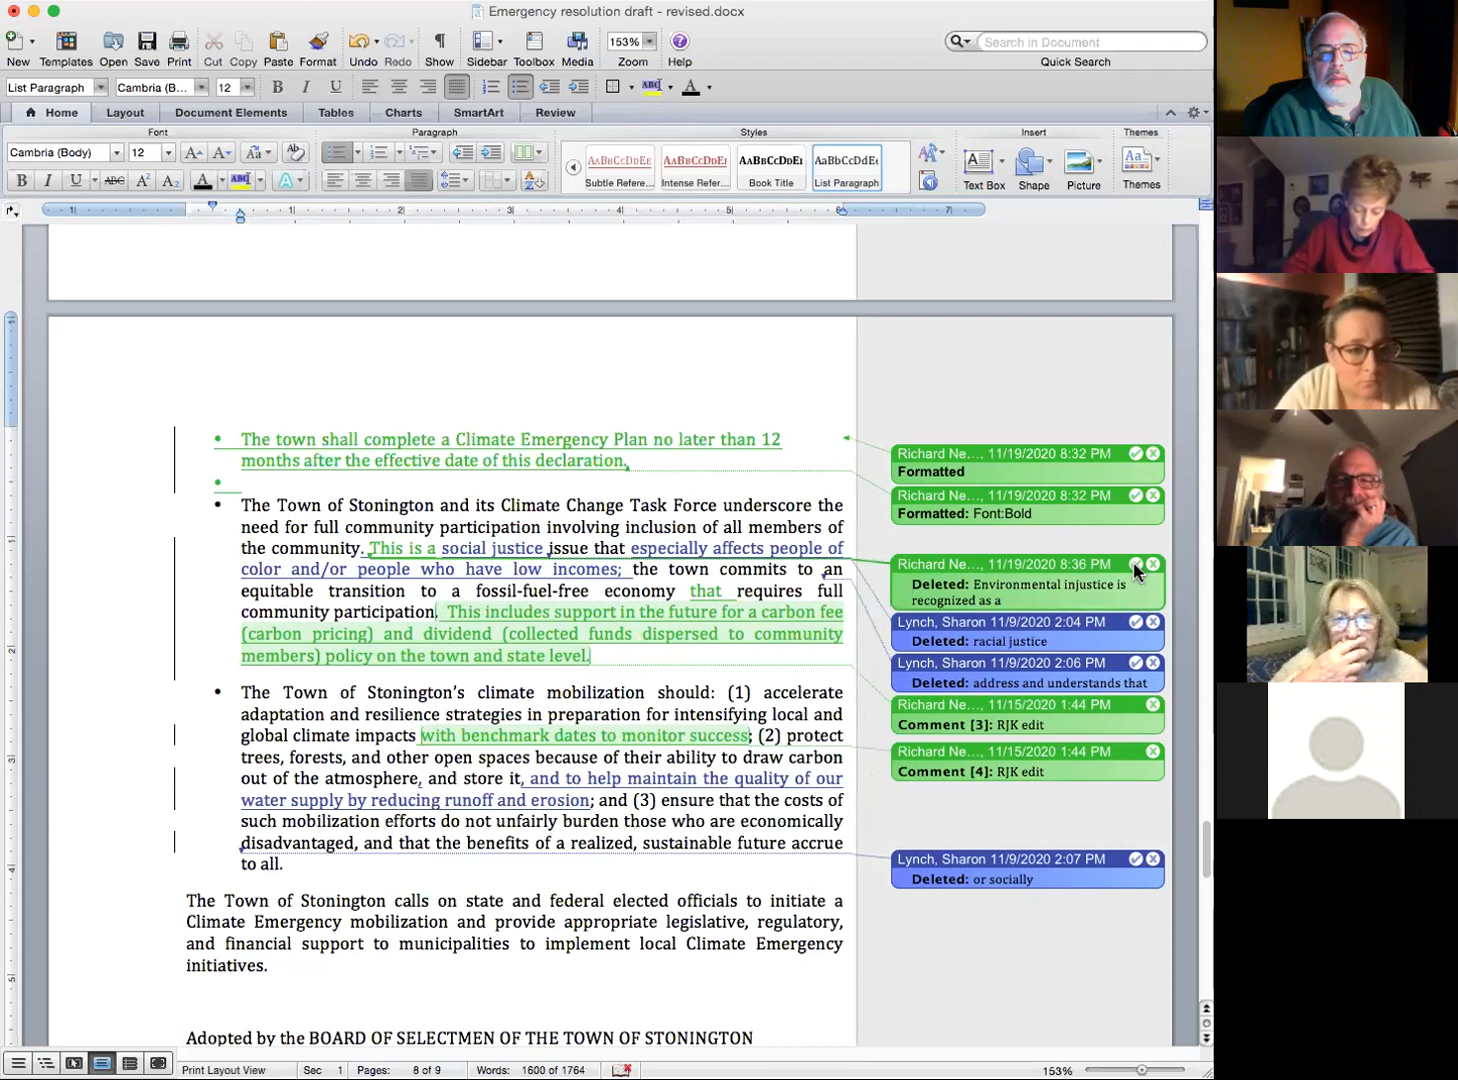 Emergency resolution draft - revised.docx
New Templates Open Save Print Cut Copy Paste Format Undo Redo Show Sidebar Toolbox Media Zoom Help
153%
Search in Document
Quick Search
List Paragraph Cambria (B... 12 B I U ABC A
Home Layout Document Elements Tables Charts SmartArt Review
Font Paragraph Styles Insert Themes
Cambria (Body) 12 A A Aa
B I U ABC A² A₂ A ABC A
AABBCCDDEE AABBCCDDEE AaBbCcDdEe AaBbCcDdEe
Subtle Refere... Intense Refer... Book Title List Paragraph
Text Box Shape Picture Themes
1 1 2 3 4 5 6 7
• The town shall complete a Climate Emergency Plan no later than 12
months after the effective date of this declaration.
•
• The Town of Stonington and its Climate Change Task Force underscore the
need for full community participation involving inclusion of all members of
the community. This is a social justice issue that especially affects people of
color and/or people who have low incomes; the town commits to an
equitable transition to a fossil-fuel-free economy that requires full
community participation. This includes support in the future for a carbon fee
(carbon pricing) and dividend (collected funds dispersed to community
members) policy on the town and state level.
• The Town of Stonington's climate mobilization should: (1) accelerate
adaptation and resilience strategies in preparation for intensifying local and
global climate impacts with benchmark dates to monitor success; (2) protect
trees, forests, and other open spaces because of their ability to draw carbon
out of the atmosphere, and store it, and to help maintain the quality of our
water supply by reducing runoff and erosion; and (3) ensure that the costs of
such mobilization efforts do not unfairly burden those who are economically
disadvantaged, and that the benefits of a realized, sustainable future accrue
to all.
The Town of Stonington calls on state and federal elected officials to initiate a
Climate Emergency mobilization and provide appropriate legislative, regulatory,
and financial support to municipalities to implement local Climate Emergency
initiatives.
Adopted by the BOARD OF SELECTMEN OF THE TOWN OF STONINGTON
Richard Ne..., 11/19/2020 8:32 PM
Formatted
Richard Ne..., 11/19/2020 8:32 PM
Formatted: Font:Bold
Richard Ne..., 11/19/2020 8:36 PM
Deleted: Environmental injustice is
recognized as a
Lynch, Sharon 11/9/2020 2:04 PM
Deleted: racial justice
Lynch, Sharon 11/9/2020 2:06 PM
Deleted: address and understands that
Richard Ne..., 11/15/2020 1:44 PM
Comment [3]: RJK edit
Richard Ne..., 11/15/2020 1:44 PM
Comment [4]: RJK edit
Lynch, Sharon 11/9/2020 2:07 PM
Deleted: or socially
Print Layout View Sec 1 Pages: 8 of 9 Words: 1600 of 1764 153%